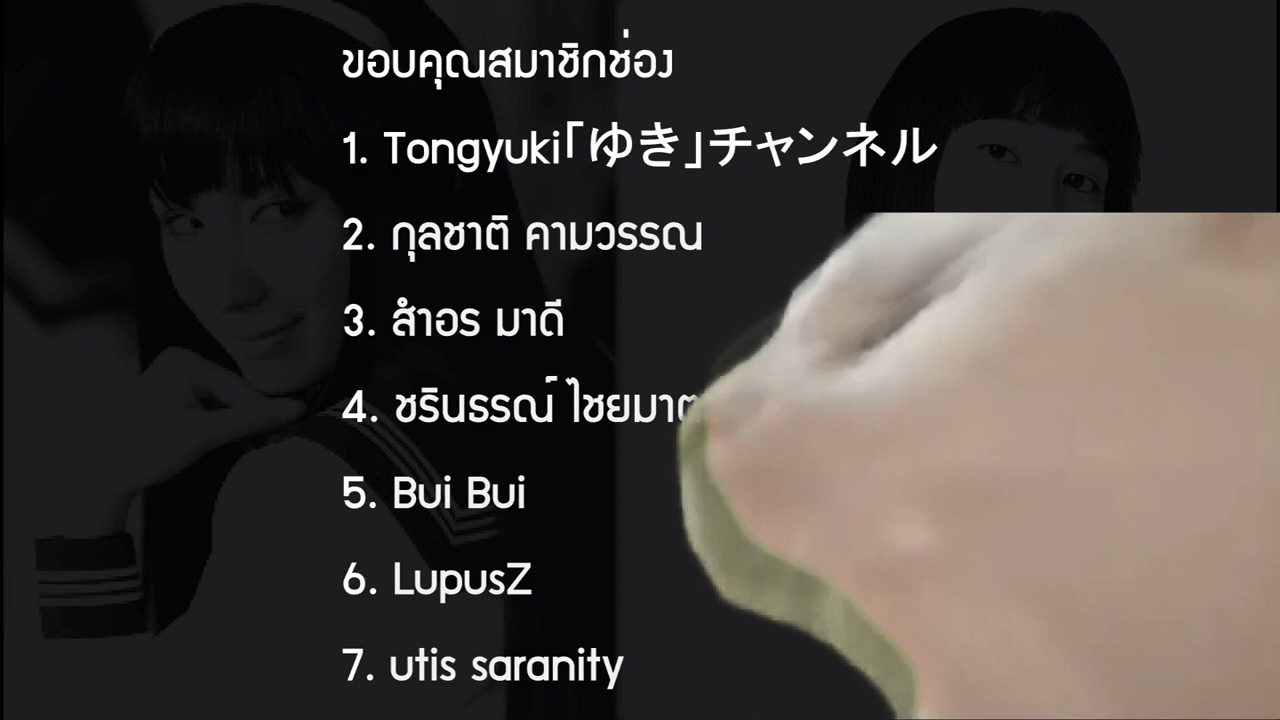 ขอบคุณสมาชิกช่อง
1. Tongyuki「ゆき」チャンネル
2. กุลชาติ คามวรรณ
3. สำอร มาดี
4. ชรินรรณ์
5. Bui Bui
6. LupusZ
7. utis saranity